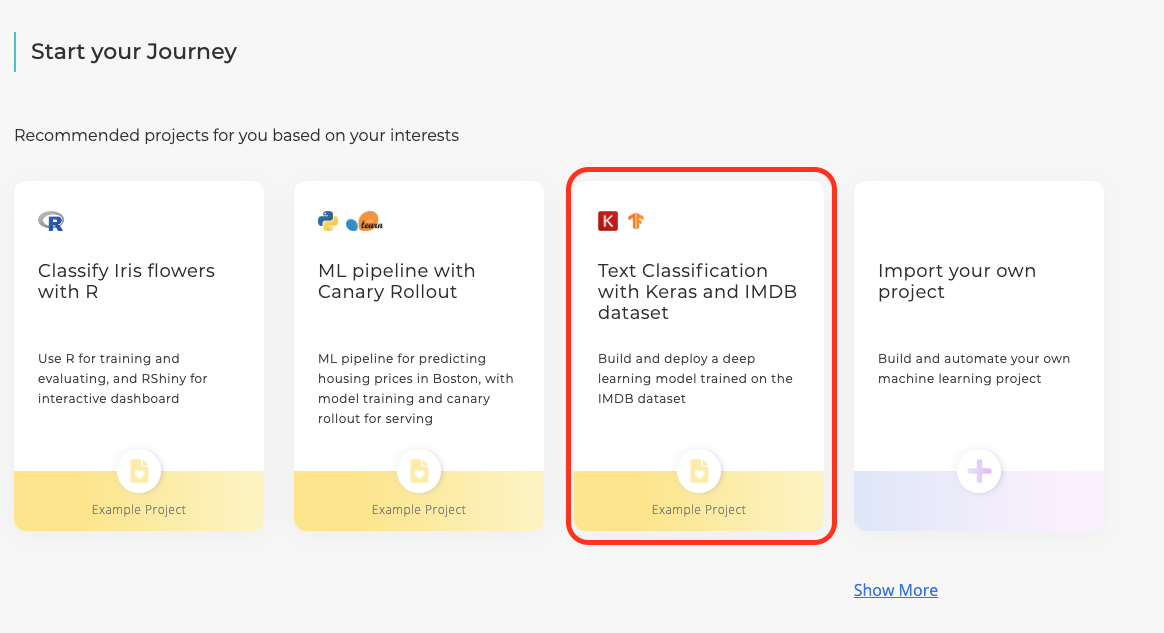 Start your Journey
Recommended projects for you based on your interests
R
Classify Iris flowers
with R
Use R for training and
evaluating, and RShiny for
interactive dashboard
Example Project
learn
ML pipeline with
Canary Rollout
ML pipeline for predicting
housing prices in Boston, with
model training and canary
rollout for serving
Example Project
K
Text Classification
with Keras and IMDB
dataset
Build and deploy a deep
learning model trained on the
IMDB dataset
Example Project
Import your own
project
Build and automate your own
machine learning project
Show More